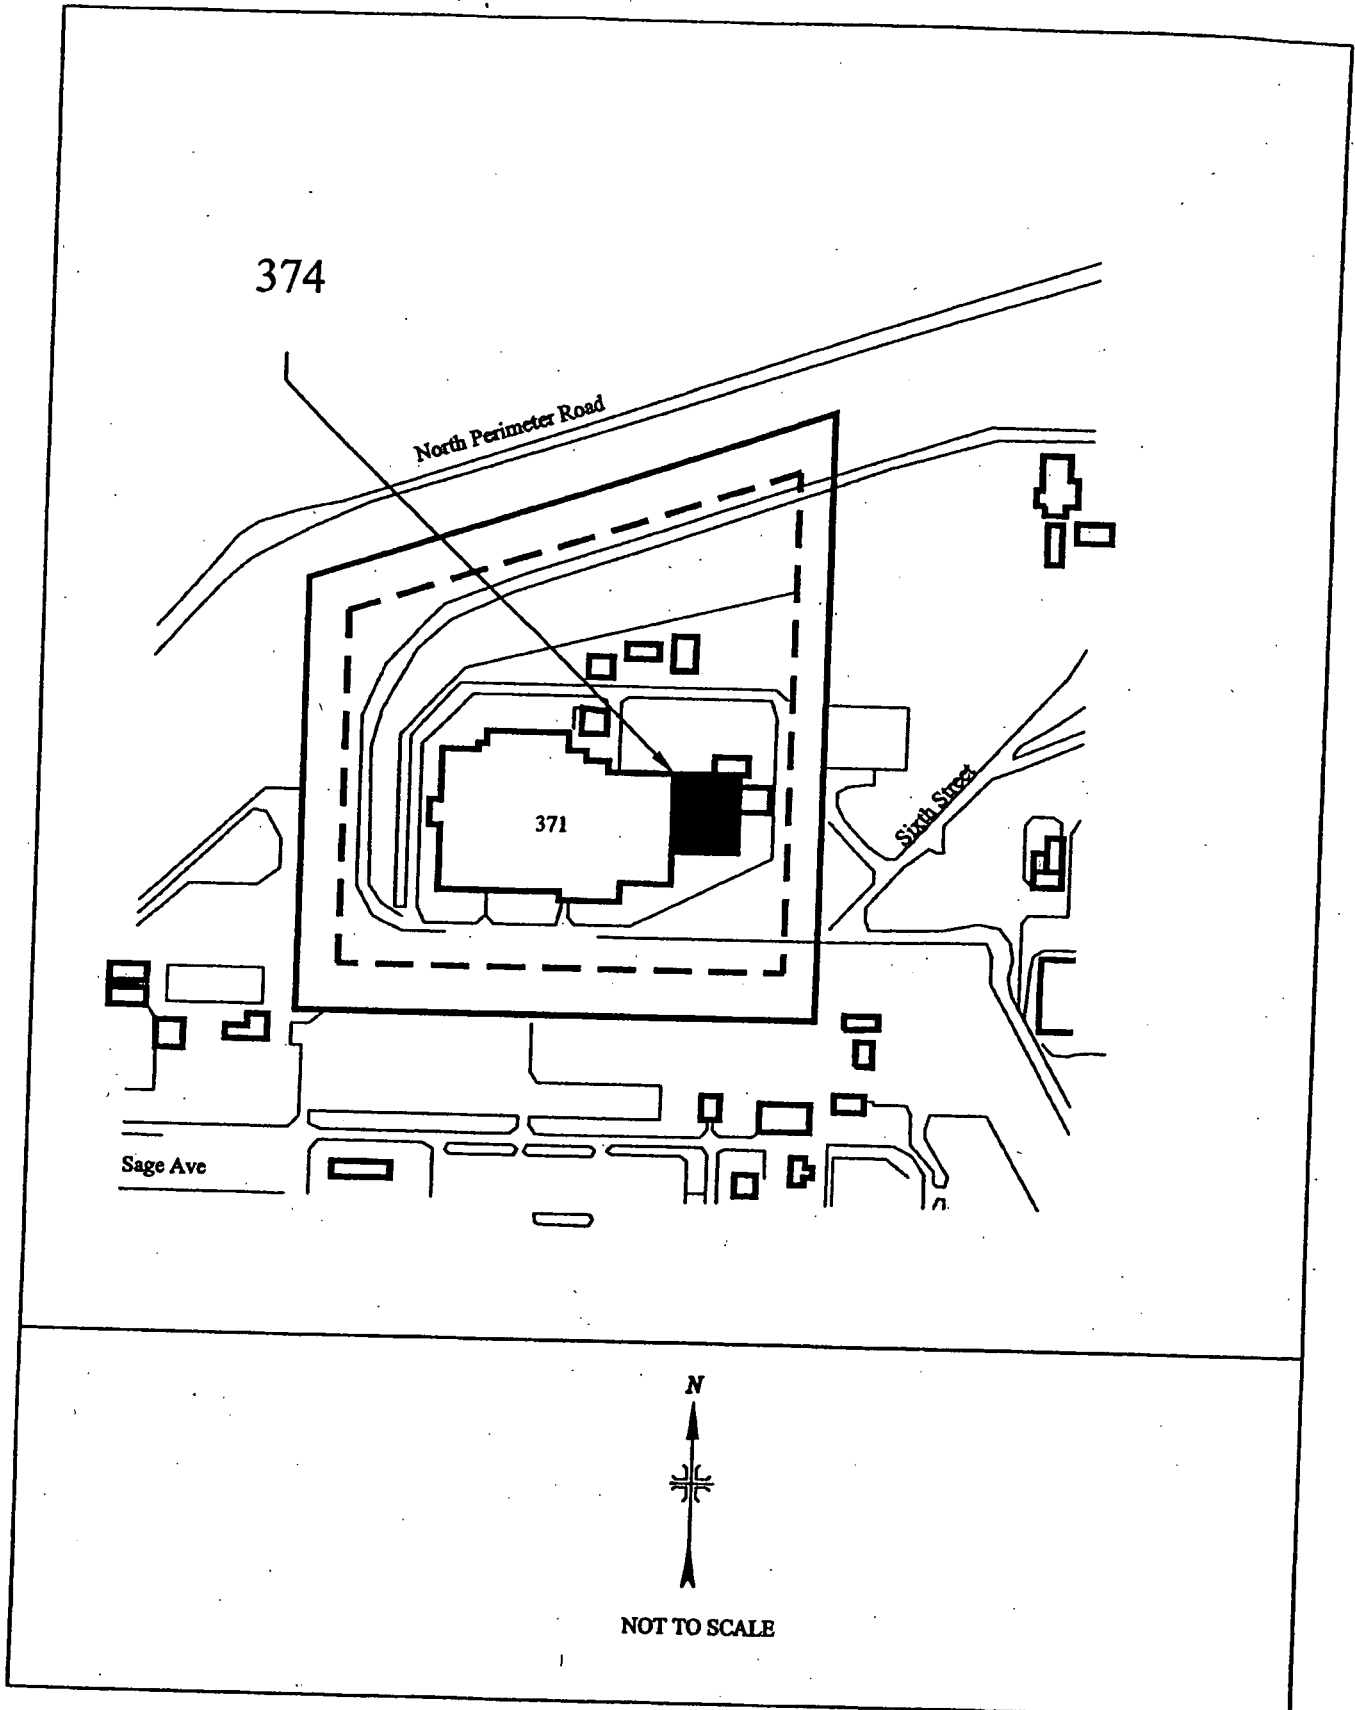 374
North Perimeter Road
371
Sixth Street
Sage Ave
N
NOT TO SCALE